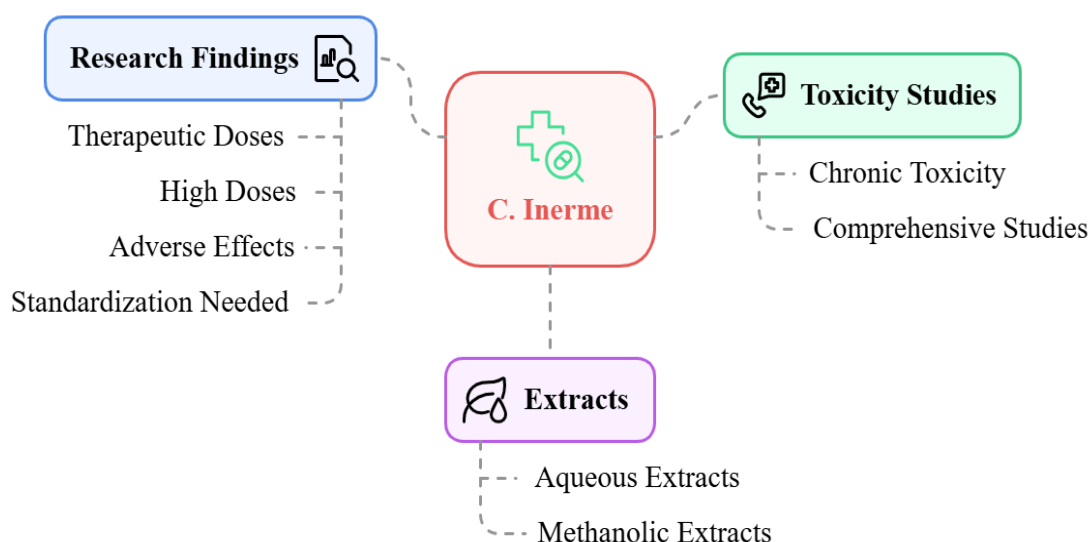 Research Findings
Therapeutic Doses
High Doses
Adverse Effects
Standardization Needed
C. Inerme
Toxicity Studies
Chronic Toxicity
Comprehensive Studies
Extracts
Aqueous Extracts
Methanolic Extracts